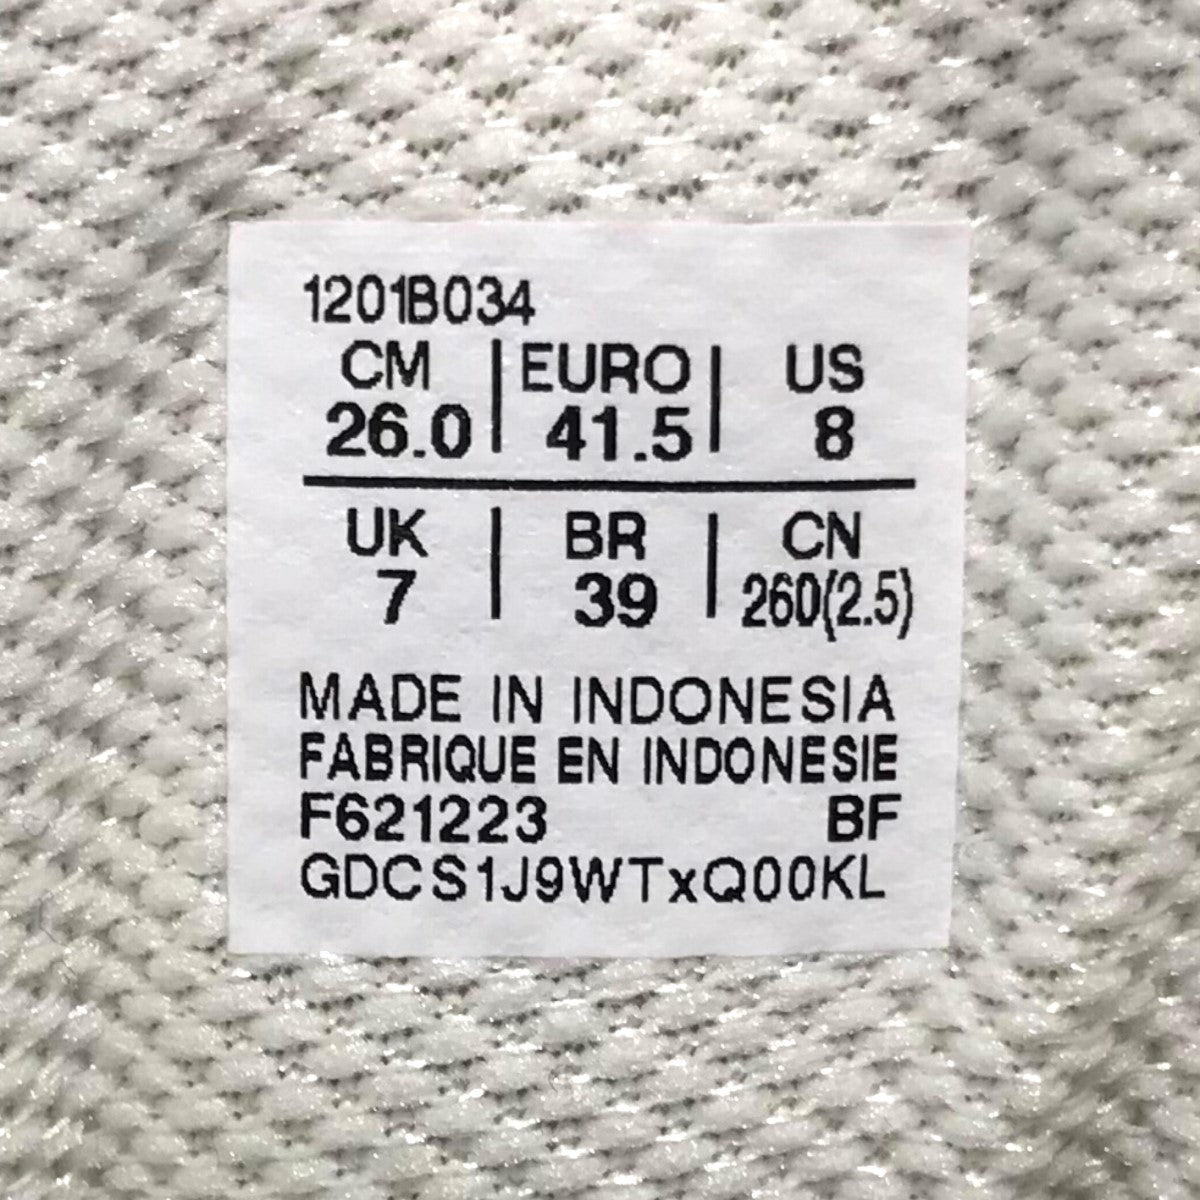 1201B034
CM | EURO | US
26.0 | 41.5 | 8
UK | BR | CN
7 | 39 | 260(2.5)
MADE IN INDONESIA
FABRIQUE EN INDONESIE
F621223 BF
GDCS1J9WTxQ00KL